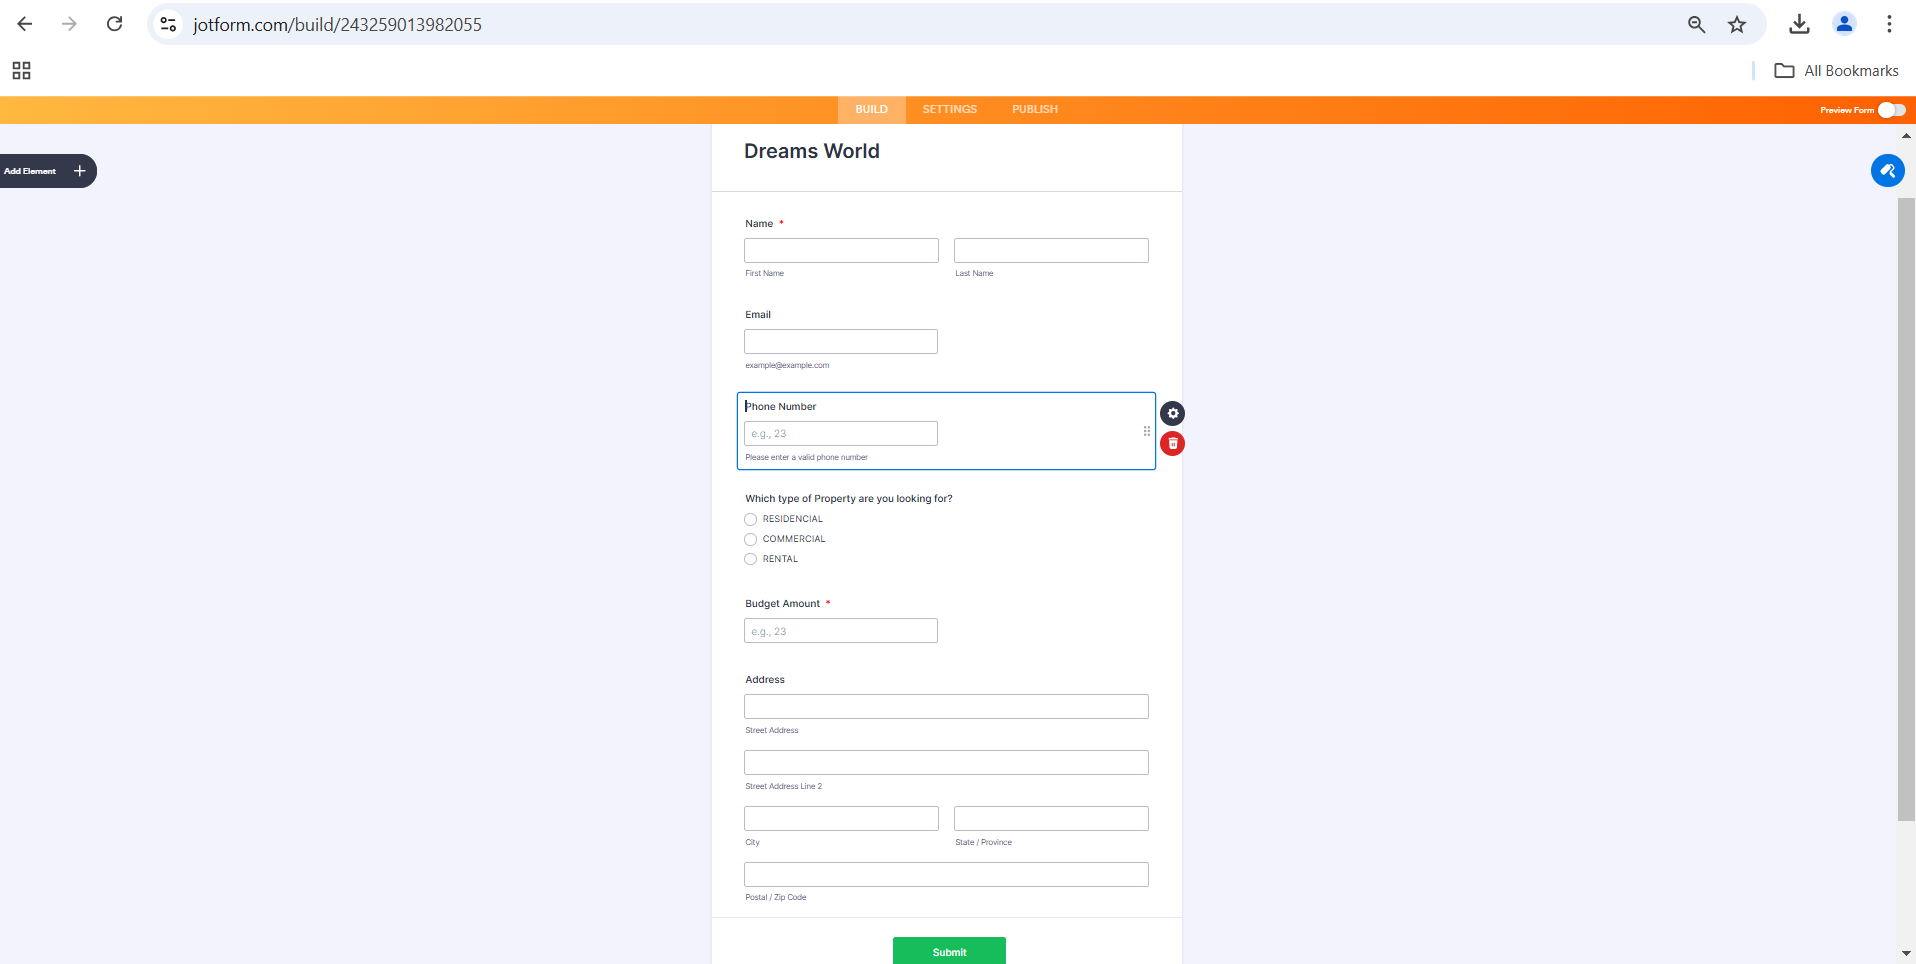 jotform.com/build/243259013982055
All Bookmarks
BUILD SETTINGS PUBLISH
Preview Form
Add Element +
Dreams World
Name *
First Name Last Name
Email
example@example.com
Phone Number
e.g., 23
Please enter a valid phone number
Which type of Property are you looking for?
RESIDENCIAL
COMMERCIAL
RENTAL
Budget Amount *
e.g., 23
Address
Street Address
Street Address Line 2
City State / Province
Postal / Zip Code
Submit